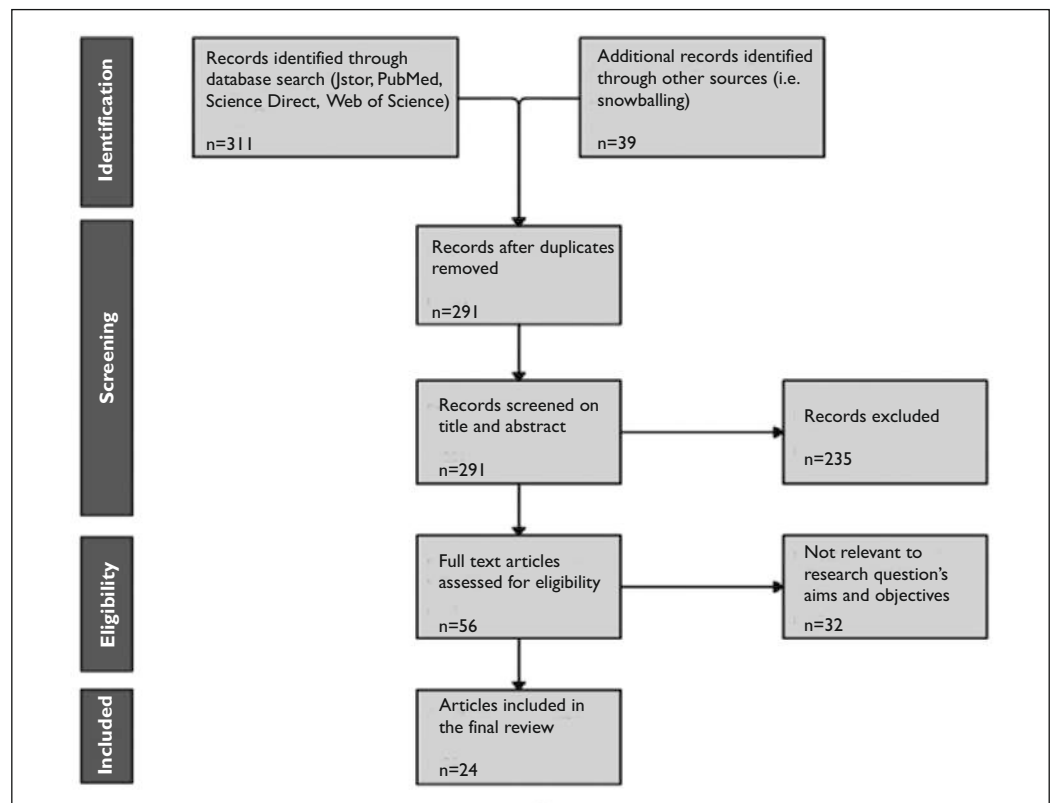 Identification
Records identified through
database search (Jstor, PubMed,
Science Direct, Web of Science)
n=311
Additional records identified
through other sources (i.e.
snowballing)
n=39
Screening
Records after duplicates
removed
n=291
Records screened on
title and abstract
n=291
Records excluded
n=235
Eligibility
Full text articles
assessed for eligibility
n=56
Not relevant to
research question's
aims and objectives
n=32
Included
Articles included in
the final review
n=24